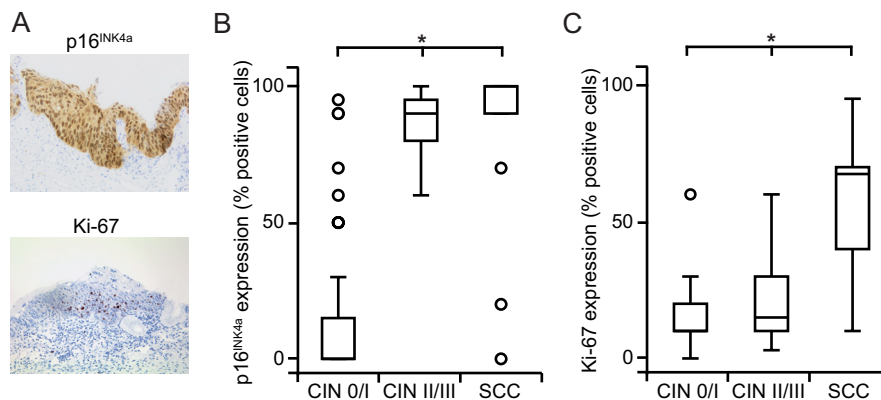 A
p16INK4a
Ki-67
B
*
p16INK4a expression (% positive cells)
100
50
0
CIN 0/I CIN II/III SCC
C
*
Ki-67 expression (% positive cells)
100
50
0
CIN 0/I CIN II/III SCC